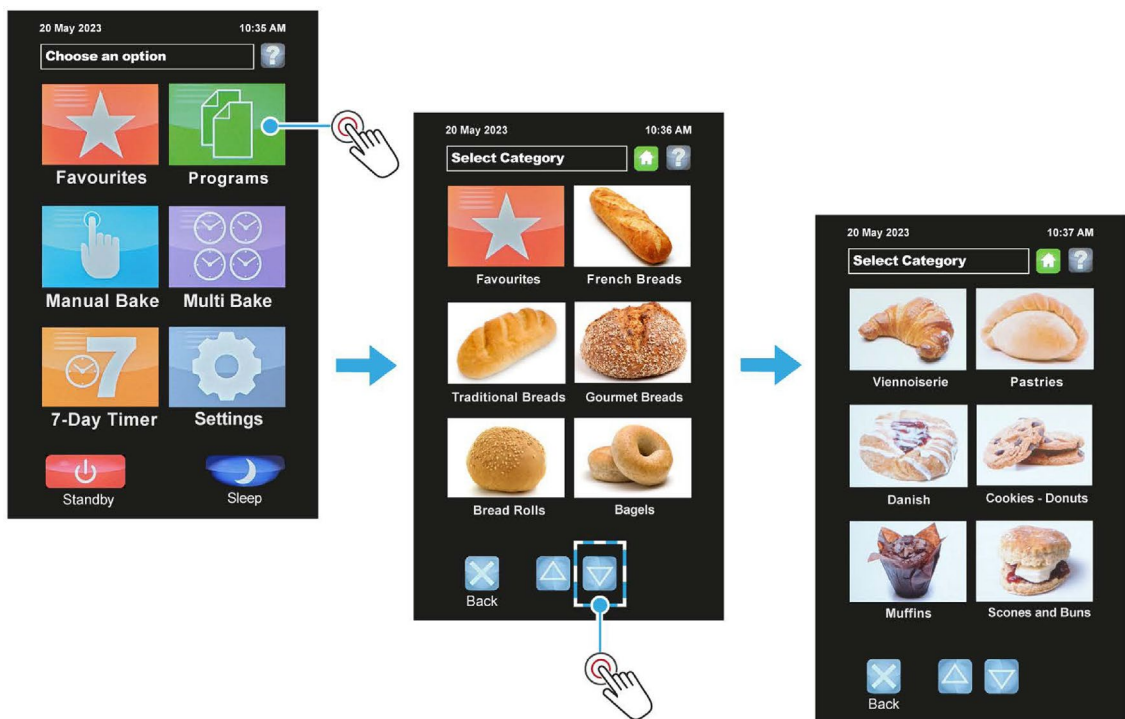 20 May 2023 10:35 AM
Choose an option ?
Favourites Programs
Manual Bake Multi Bake
7
7-Day Timer Settings
Standby Sleep
20 May 2023 10:36 AM
Select Category ?
Favourites French Breads
Traditional Breads Gourmet Breads
Bread Rolls Bagels
Back
20 May 2023 10:37 AM
Select Category ?
Viennoiserie Pastries
Danish Cookies - Donuts
Muffins Scones and Buns
Back